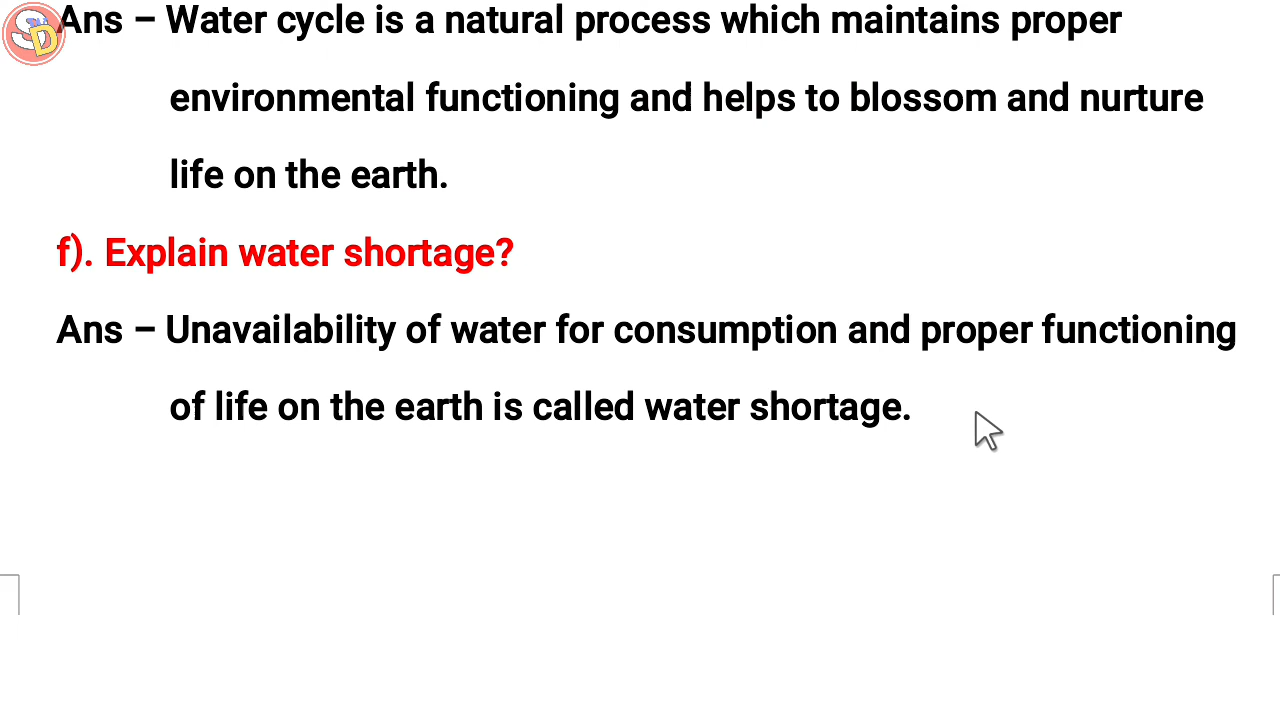 Ans – Water cycle is a natural process which maintains proper
environmental functioning and helps to blossom and nurture
life on the earth.
f). Explain water shortage?
Ans – Unavailability of water for consumption and proper functioning
of life on the earth is called water shortage.